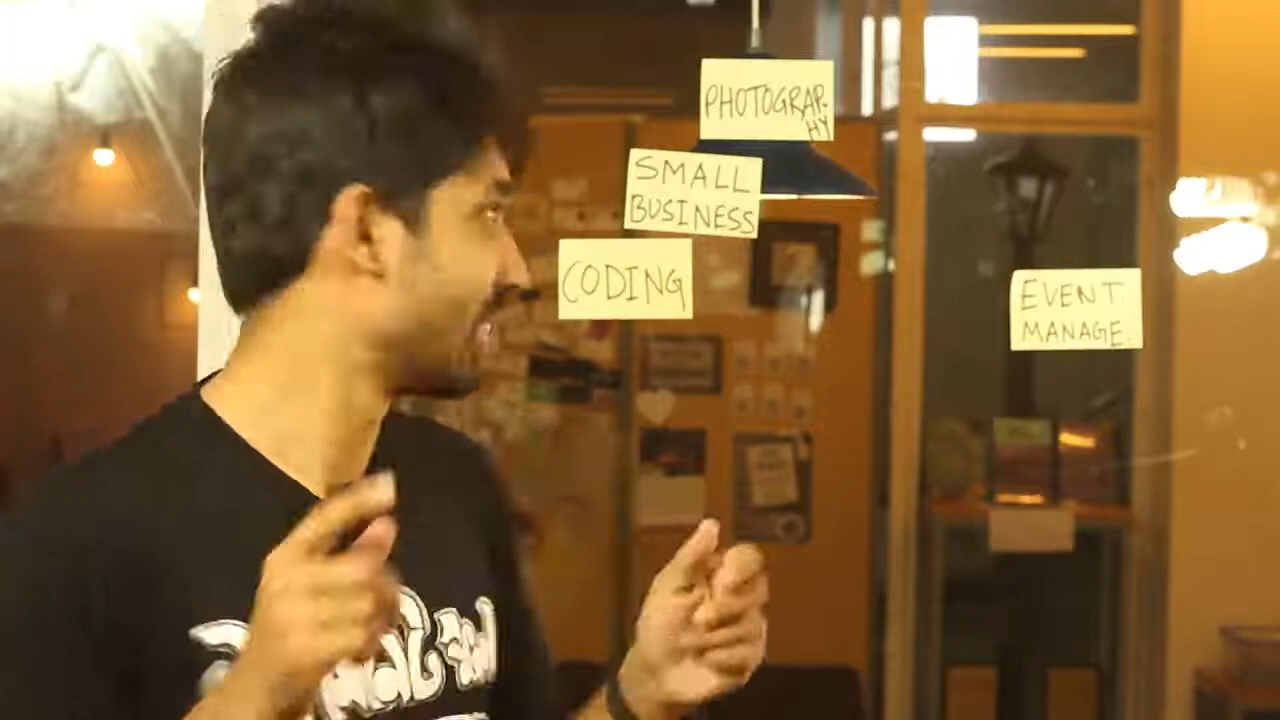 PHOTOGRAP-
HY
SMALL
BUSINESS
CODING
EVENT
MANAGE.